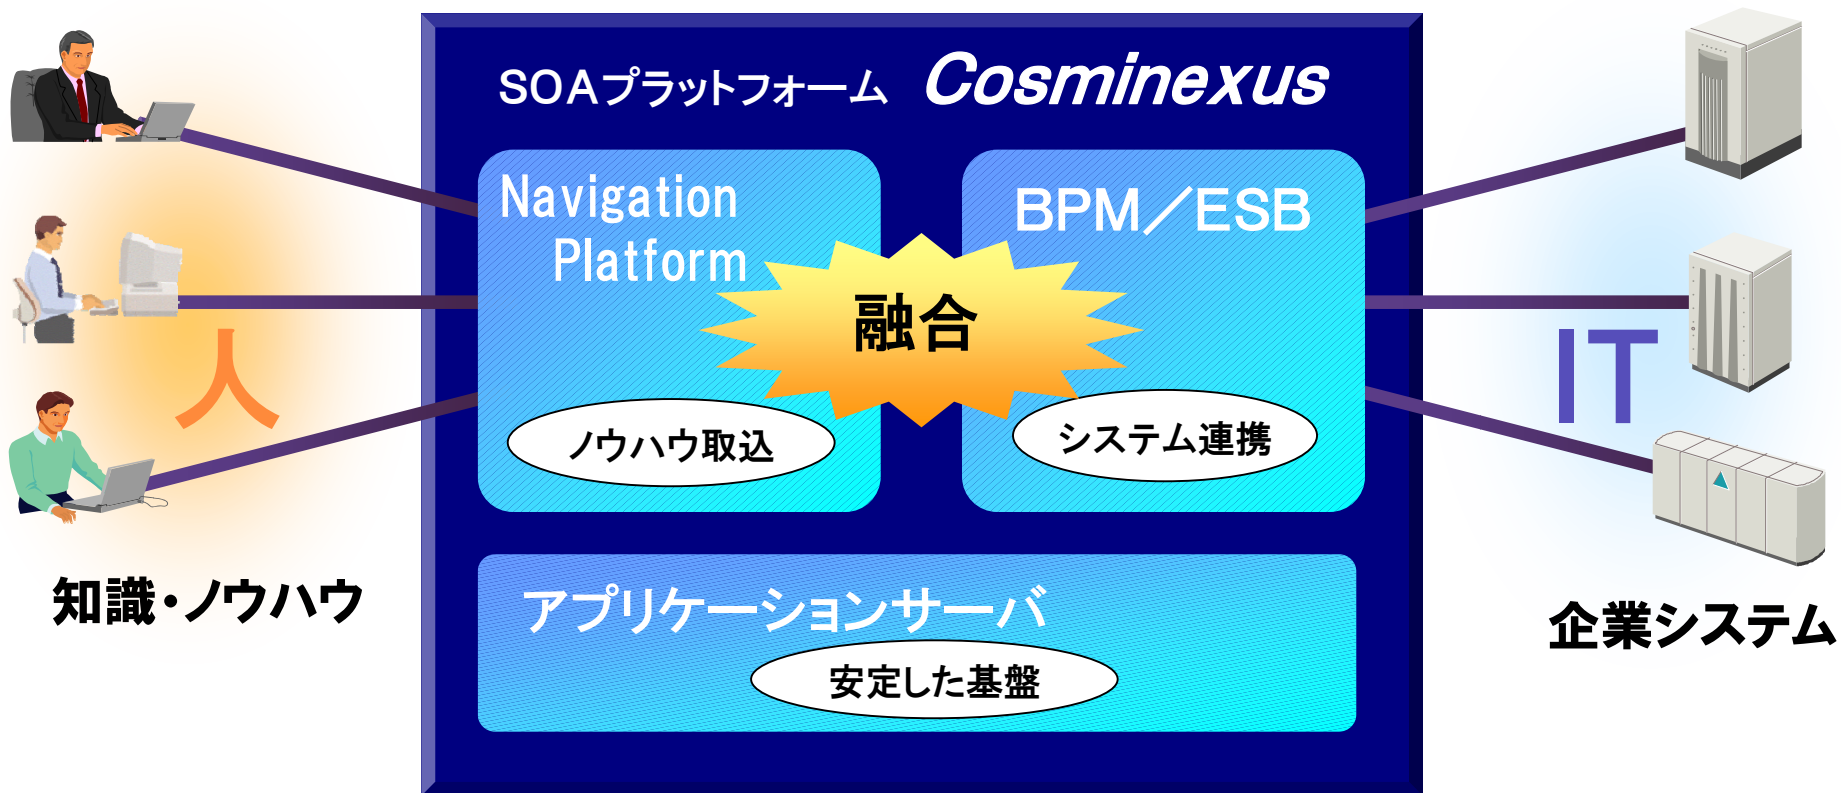 SOAプラットフォーム Cosminexus
Navigation
Platform
BPM／ESB
融合
ノウハウ取込
システム連携
人
IT
知識・ノウハウ
企業システム
アプリケーションサーバ
安定した基盤